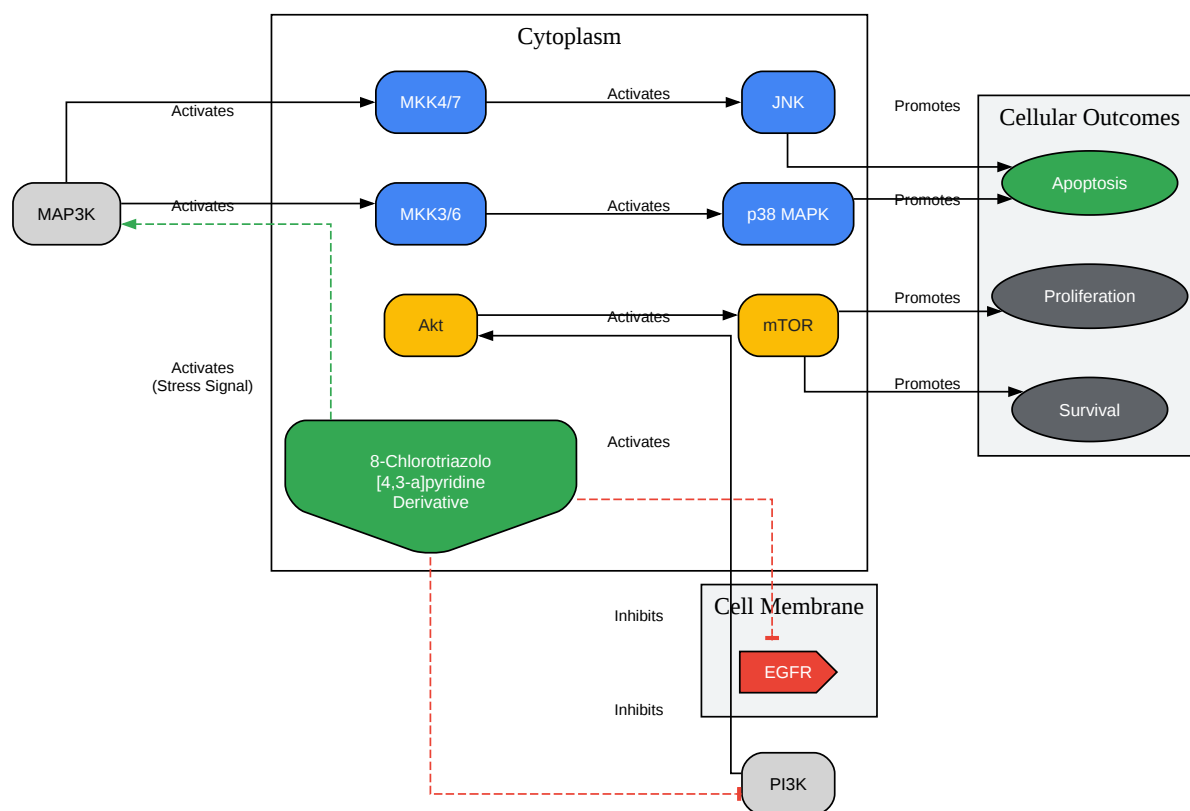 Cytoplasm
MKK4/7
Activates
JNK
Activates
Promotes
Cellular Outcomes
Apoptosis
MAP3K
Activates
MKK3/6
Activates
p38 MAPK
Promotes
Akt
Activates
mTOR
Promotes
Proliferation
Activates
(Stress Signal)
Promotes
Survival
8-Chlorotriazolo
[4,3-a]pyridine
Derivative
Activates
Inhibits
Cell Membrane
EGFR
Inhibits
PI3K